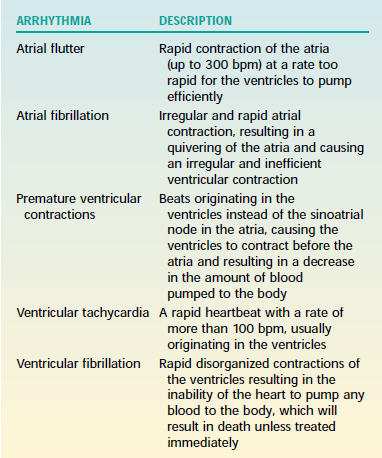 ARRHYTHMIA DESCRIPTION
Atrial flutter Rapid contraction of the atria
(up to 300 bpm) at a rate too
rapid for the ventricles to pump
efficiently
Atrial fibrillation Irregular and rapid atrial
contraction, resulting in a
quivering of the atria and causing
an irregular and inefficient
ventricular contraction
Premature ventricular Beats originating in the
contractions ventricles instead of the sinoatrial
node in the atria, causing the
ventricles to contract before the
atria and resulting in a decrease
in the amount of blood
pumped to the body
Ventricular tachycardia A rapid heartbeat with a rate of
more than 100 bpm, usually
originating in the ventricles
Ventricular fibrillation Rapid disorganized contractions of
the ventricles resulting in the
inability of the heart to pump any
blood to the body, which will
result in death unless treated
immediately